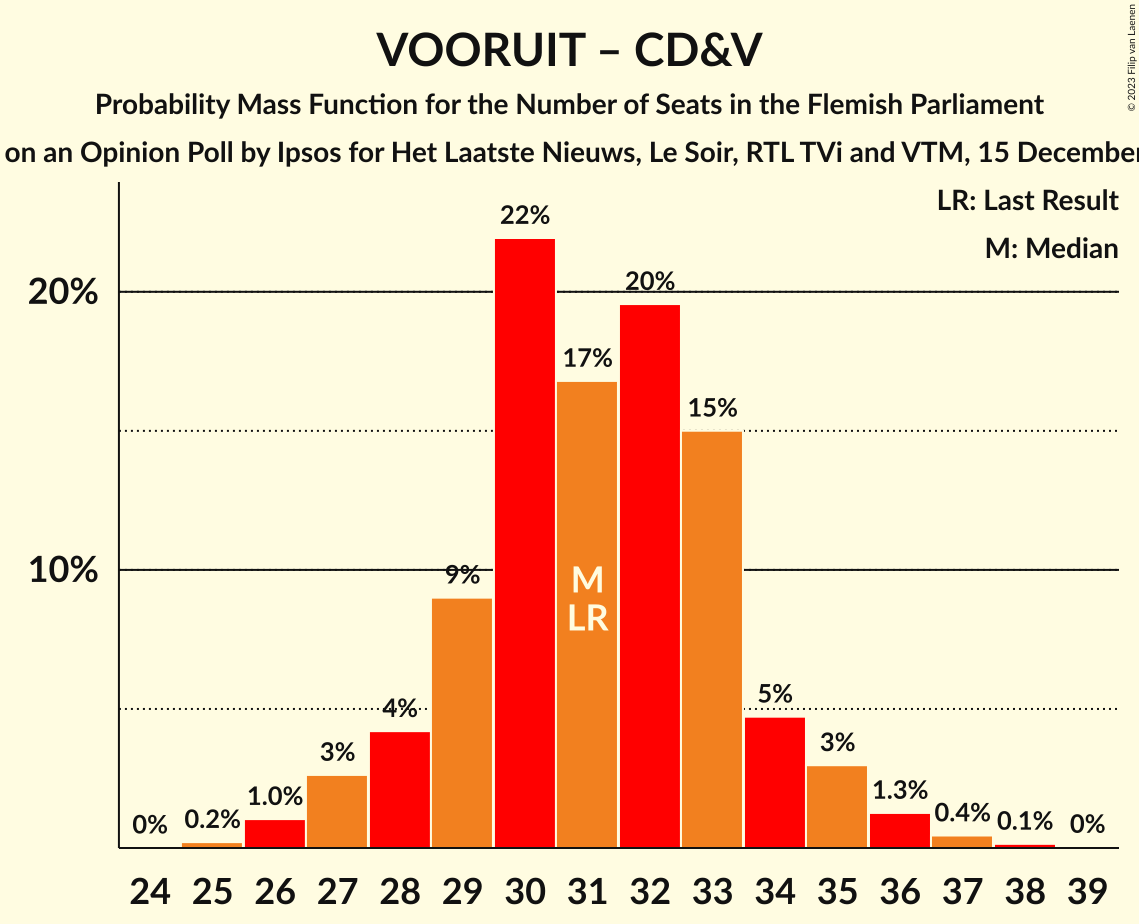 VOORUIT – CD&V
Probability Mass Function for the Number of Seats in the Flemish Parliament
on an Opinion Poll by Ipsos for Het Laatste Nieuws, Le Soir, RTL TVi and VTM, 15 December
© 2023 Filip van Laenen
LR: Last Result
M: Median
20%
10%
0%
0.2%
1.0%
3%
4%
9%
22%
17%
20%
15%
5%
3%
1.3%
0.4%
0.1%
0%
M
LR
24 25 26 27 28 29 30 31 32 33 34 35 36 37 38 39